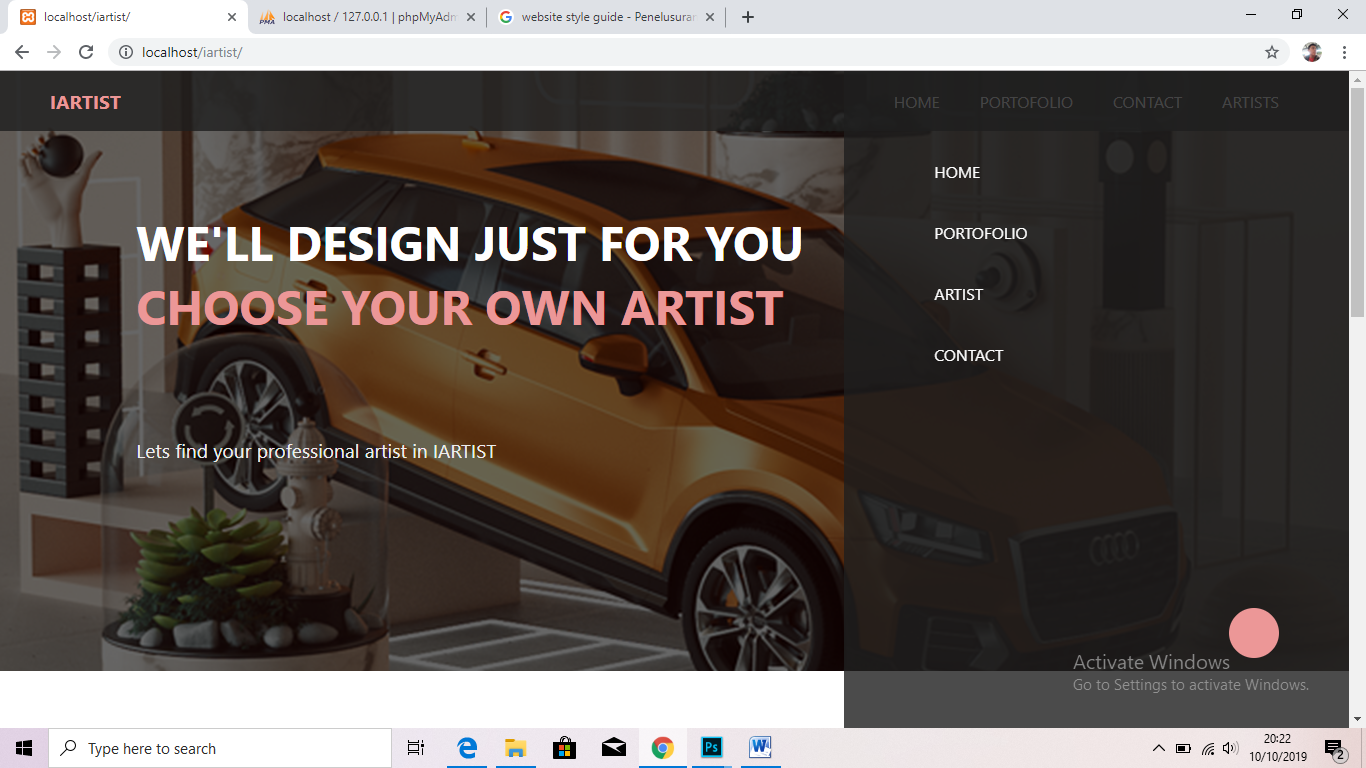 localhost/iartist/
localhost / 127.0.0.1 | phpMyAdm
website style guide - Penelusuran
localhost/iartist/
IARTIST
HOME PORTOFOLIO CONTACT ARTISTS
HOME
PORTOFOLIO
ARTIST
CONTACT
WE'LL DESIGN JUST FOR YOU
CHOOSE YOUR OWN ARTIST
Lets find your professional artist in IARTIST
Activate Windows
Go to Settings to activate Windows.
Type here to search
20:22
10/10/2019
2